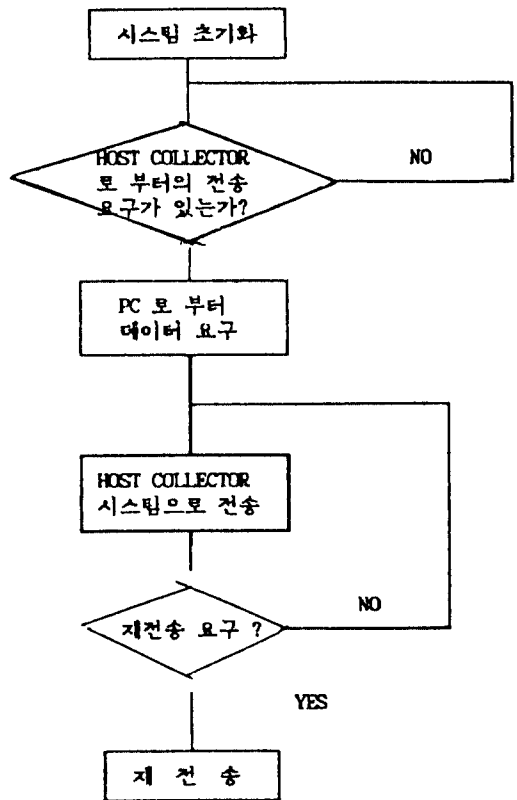 시스팀 초기화
HOST COLLECTOR
로 부터의 전송
요구가 있는가?
NO
PC 로 부터
데이터 요구
HOST COLLECTOR
시스팀으로 전송
NO
재전송 요구 ?
YES
재 전 송